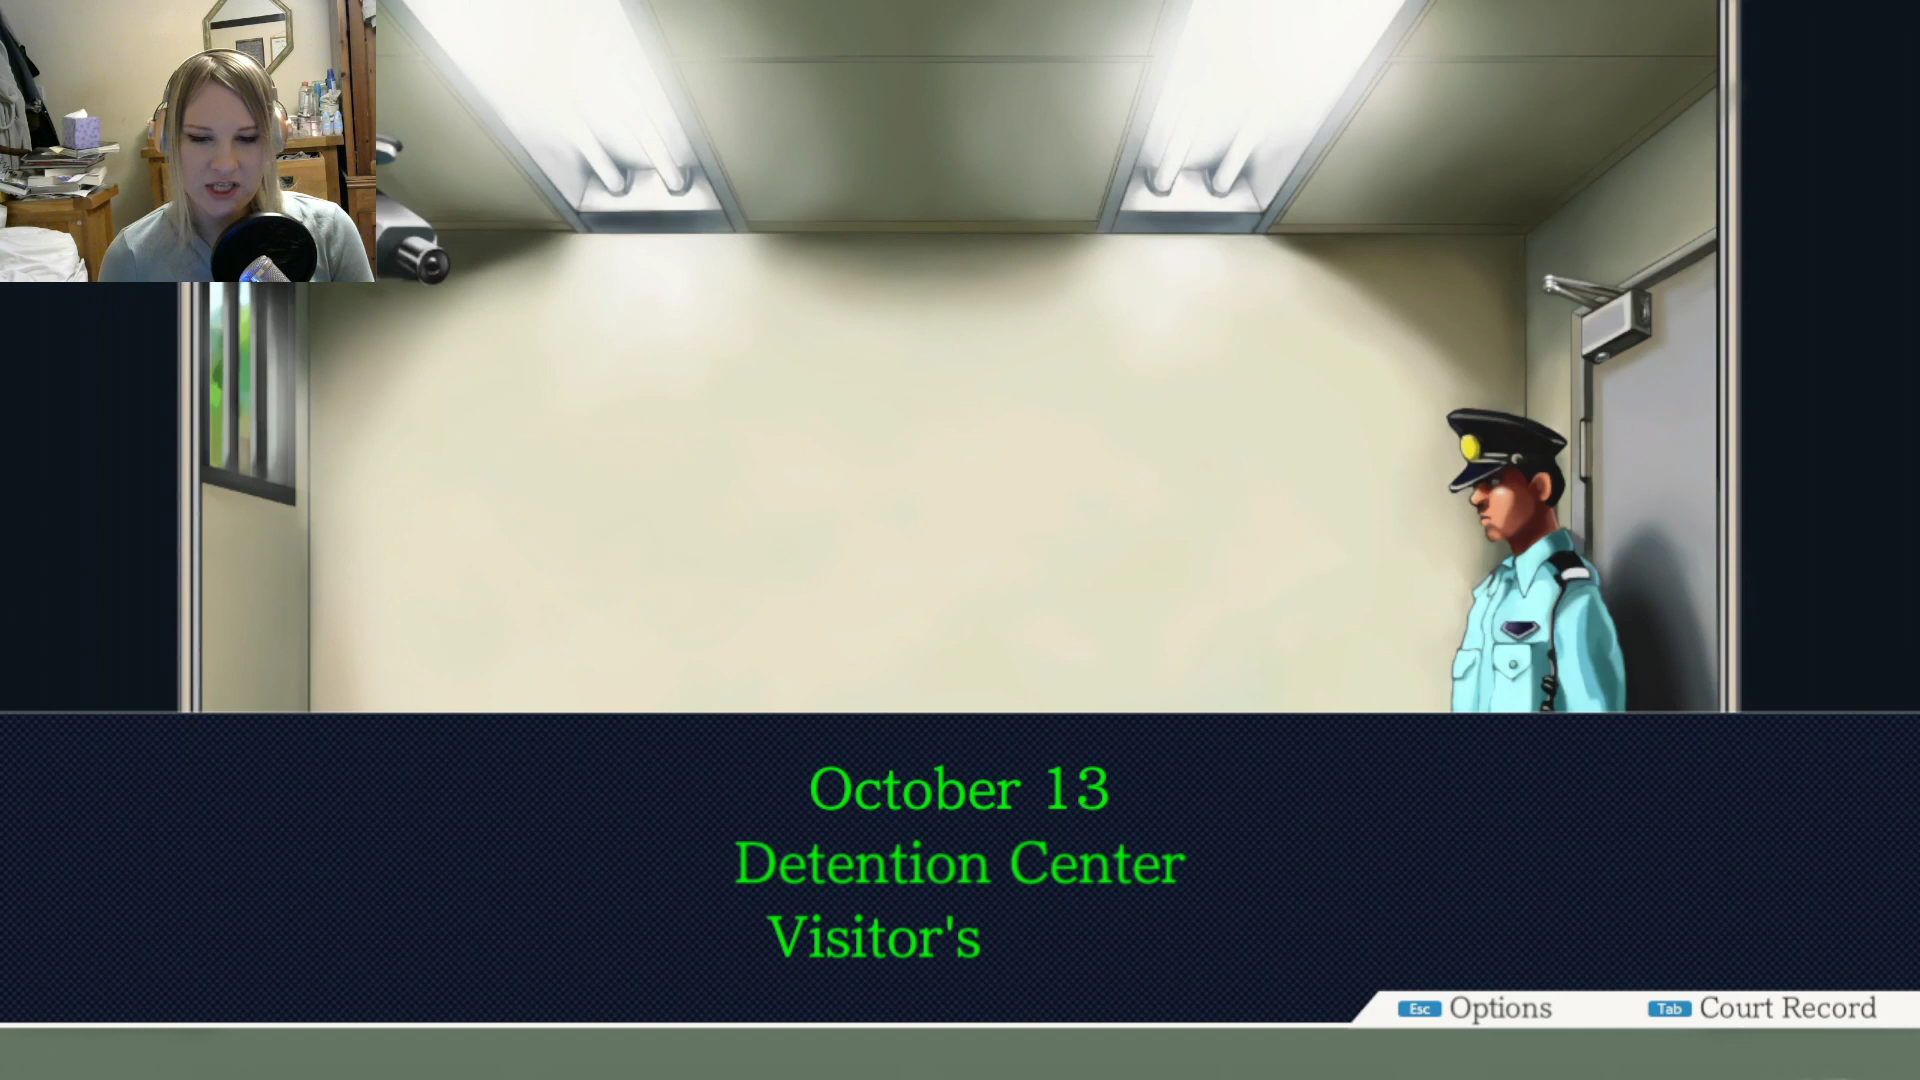 October 13
Detention Center
Visitor's
Esc Options
Tab Court Record